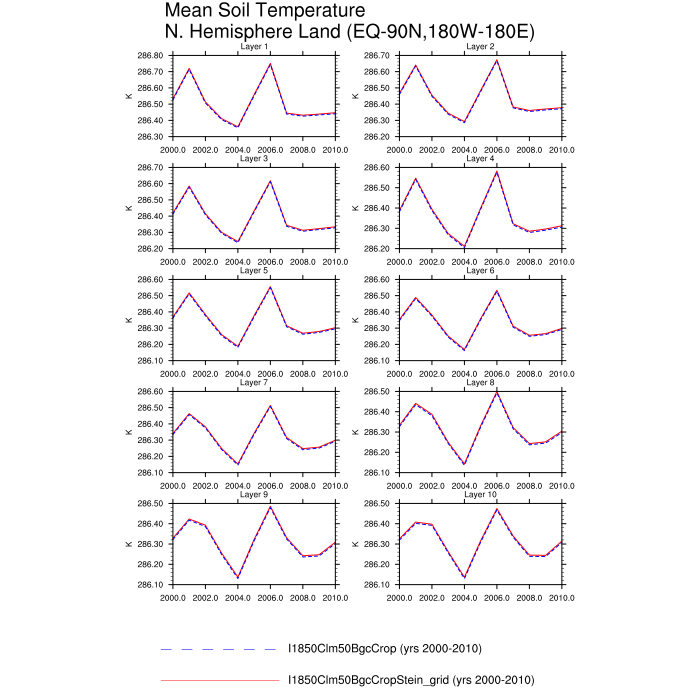 Mean Soil Temperature
N. Hemisphere Land (EQ-90N,180W-180E)
Layer 1 Layer 2
286.80 286.70
286.70 286.60
286.60 286.50
K K
286.50 286.40
286.40 286.30
286.30 286.20
2000.0 2002.0 2004.0 2006.0 2008.0 2010.0 2000.0 2002.0 2004.0 2006.0 2008.0 2010.0
Layer 3 Layer 4
286.70 286.60
286.60 286.50
286.50 286.40
K K
286.40 286.30
286.30 286.20
286.20
2000.0 2002.0 2004.0 2006.0 2008.0 2010.0 2000.0 2002.0 2004.0 2006.0 2008.0 2010.0
Layer 5 Layer 6
286.60 286.60
286.50 286.50
286.40 286.40
K K
286.30 286.30
286.20 286.20
286.10 286.10
2000.0 2002.0 2004.0 2006.0 2008.0 2010.0 2000.0 2002.0 2004.0 2006.0 2008.0 2010.0
Layer 7 Layer 8
286.60 286.50
286.50 286.40
286.40 286.30
K K
286.30 286.20
286.20 286.10
286.10
2000.0 2002.0 2004.0 2006.0 2008.0 2010.0 2000.0 2002.0 2004.0 2006.0 2008.0 2010.0
Layer 9 Layer 10
286.50 286.50
286.40 286.40
K K
286.30 286.30
286.20 286.20
286.10 286.10
2000.0 2002.0 2004.0 2006.0 2008.0 2010.0 2000.0 2002.0 2004.0 2006.0 2008.0 2010.0
I1850Clm50BgcCrop (yrs 2000-2010)
I1850Clm50BgcCropStein_grid (yrs 2000-2010)